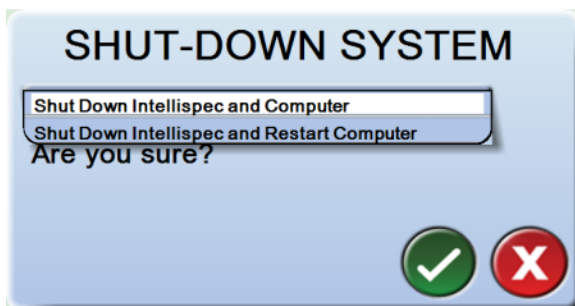 SHUT-DOWN SYSTEM
Shut Down Intellispec and Computer
Shut Down Intellispec and Restart Computer
Are you sure?